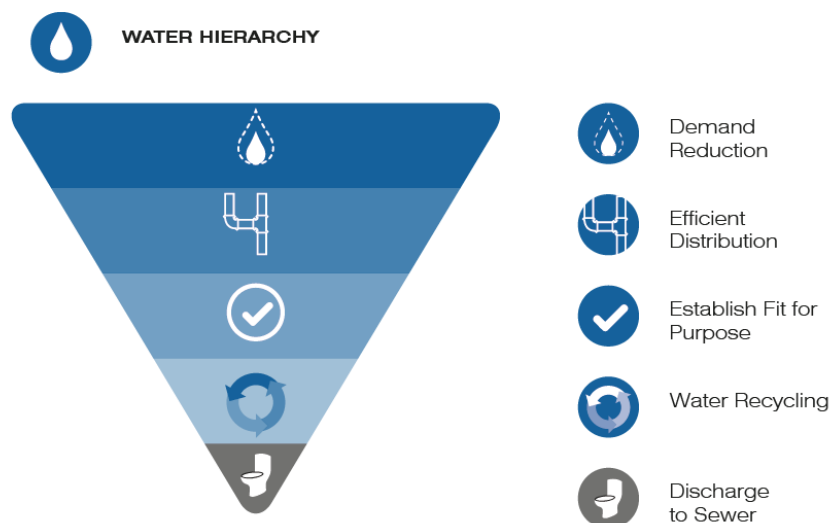 WATER HIERARCHY
Demand
Reduction
Efficient
Distribution
Establish Fit for
Purpose
Water Recycling
Discharge
to Sewer